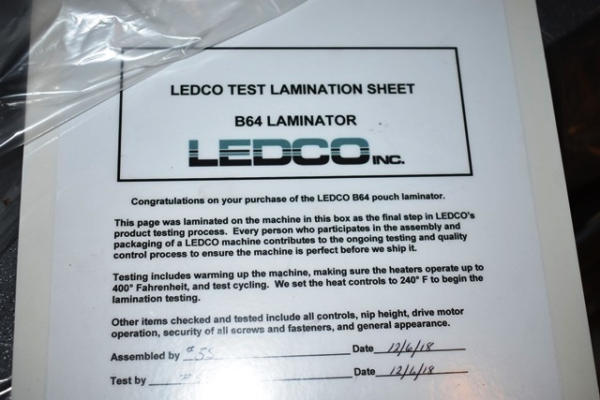 LEDCO TEST LAMINATION SHEET
B64 LAMINATOR
LEDCO INC.
Congratulations on your purchase of the LEDCO B64 pouch laminator.
This page was laminated on the machine in this box as the final step in LEDCO's
product testing process. Every person who participates in the assembly and
packaging of a LEDCO machine contributes to the ongoing testing and quality
control process to ensure the machine is perfect before we ship it.
Testing includes warming up the machine, making sure the heaters operate up to
400° Fahrenheit, and test cycling. We set the heat controls to 240° F to begin the
lamination testing.
Other items checked and tested include all controls, nip height, drive motor
operation, security of all screws and fasteners, and general appearance.
Assembled by Date 12/6/18
Test by Date 12/6/18